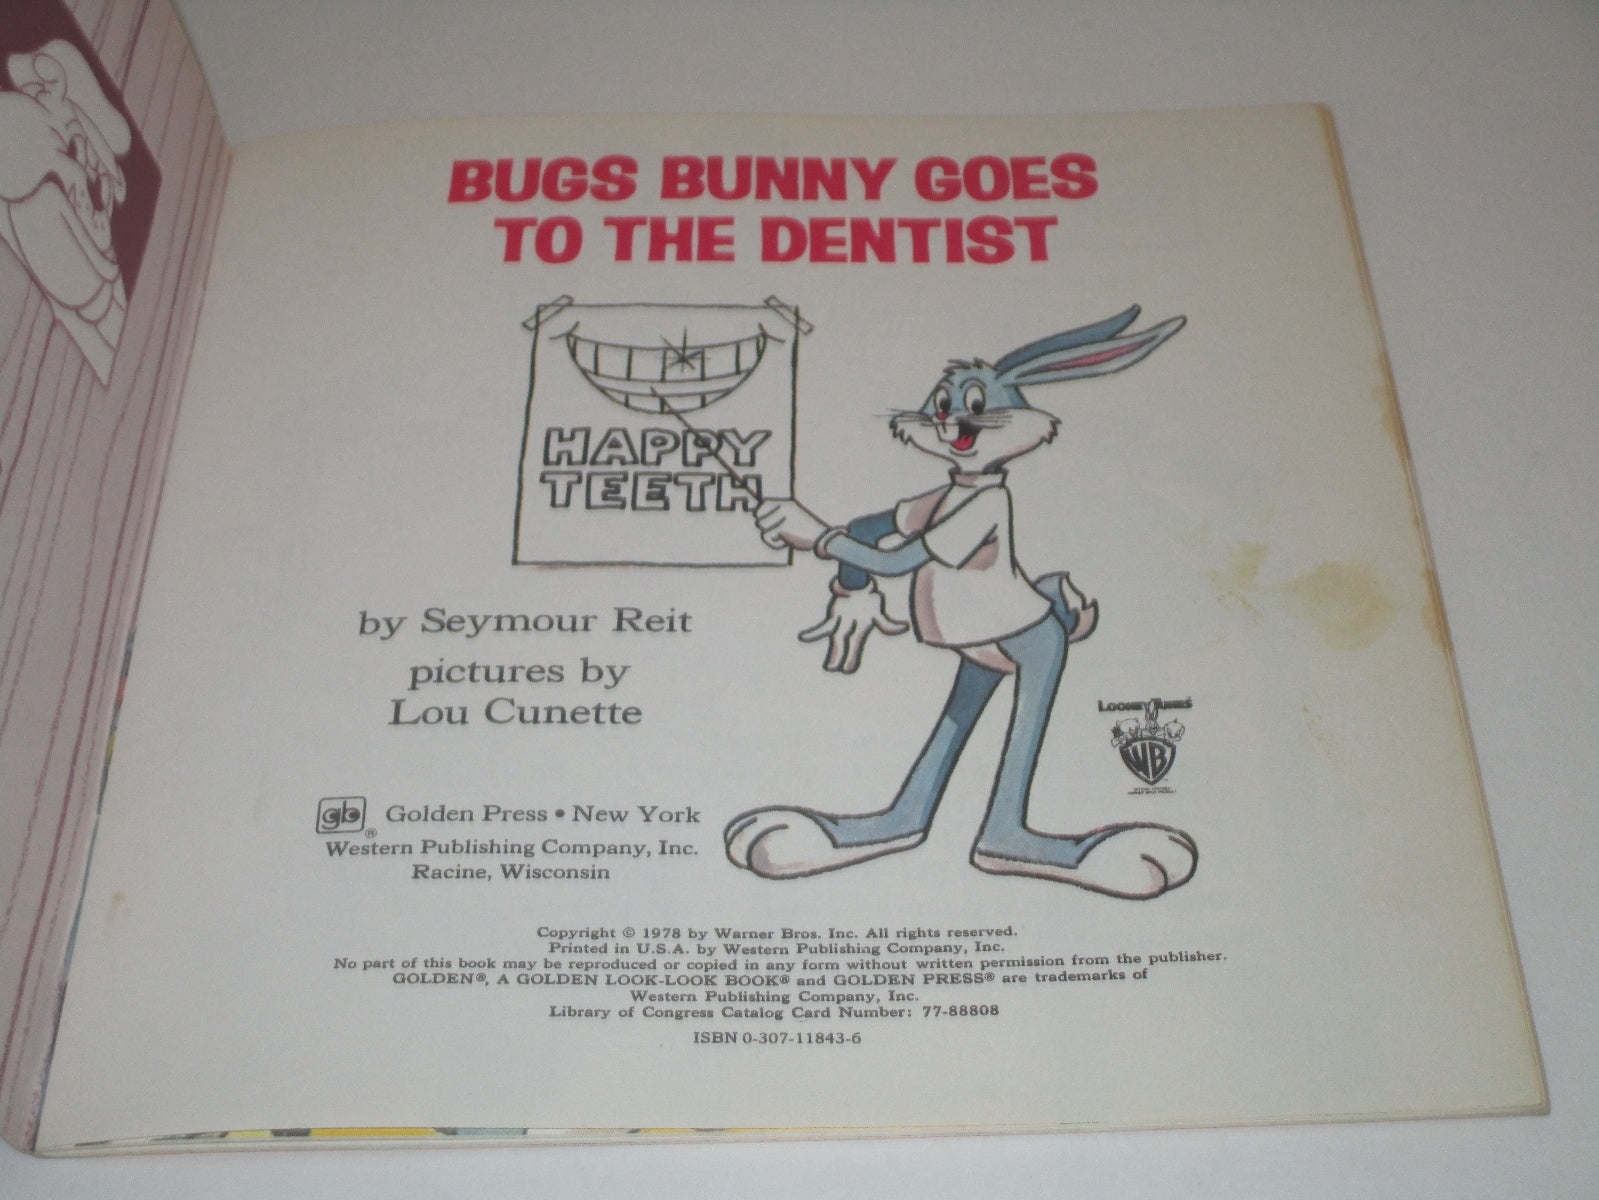 BUGS BUNNY GOES
TO THE DENTIST
HAPPY
TEETH
by Seymour Reit
pictures by
Lou Cunette
LOONEY TUNES
WB
gb Golden Press • New York
®
Western Publishing Company, Inc.
Racine, Wisconsin
Copyright © 1978 by Warner Bros. Inc. All rights reserved.
Printed in U.S.A. by Western Publishing Company, Inc.
No part of this book may be reproduced or copied in any form without written permission from the publisher.
GOLDEN®, A GOLDEN LOOK-LOOK BOOK® and GOLDEN PRESS® are trademarks of
Western Publishing Company, Inc.
Library of Congress Catalog Card Number: 77-88808
ISBN 0-307-11843-6